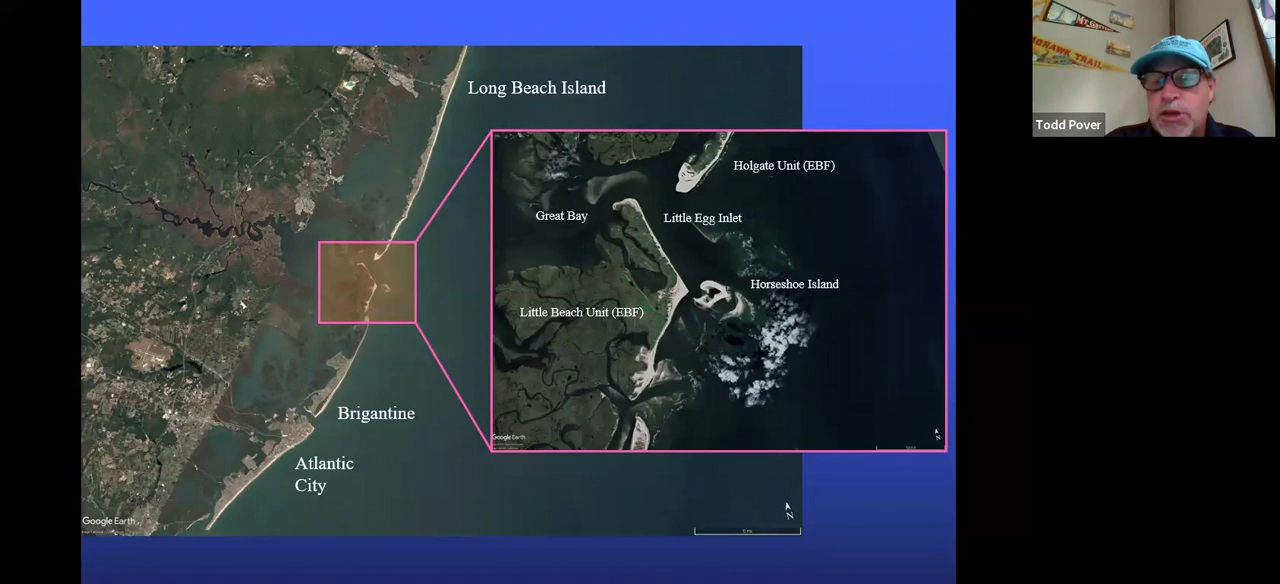 Long Beach Island
Holgate Unit (EBF)
Great Bay
Little Egg Inlet
Horseshoe Island
Little Beach Unit (EBF)
Google Earth
N
Brigantine
Atlantic
City
Google Earth
N
Todd Pover